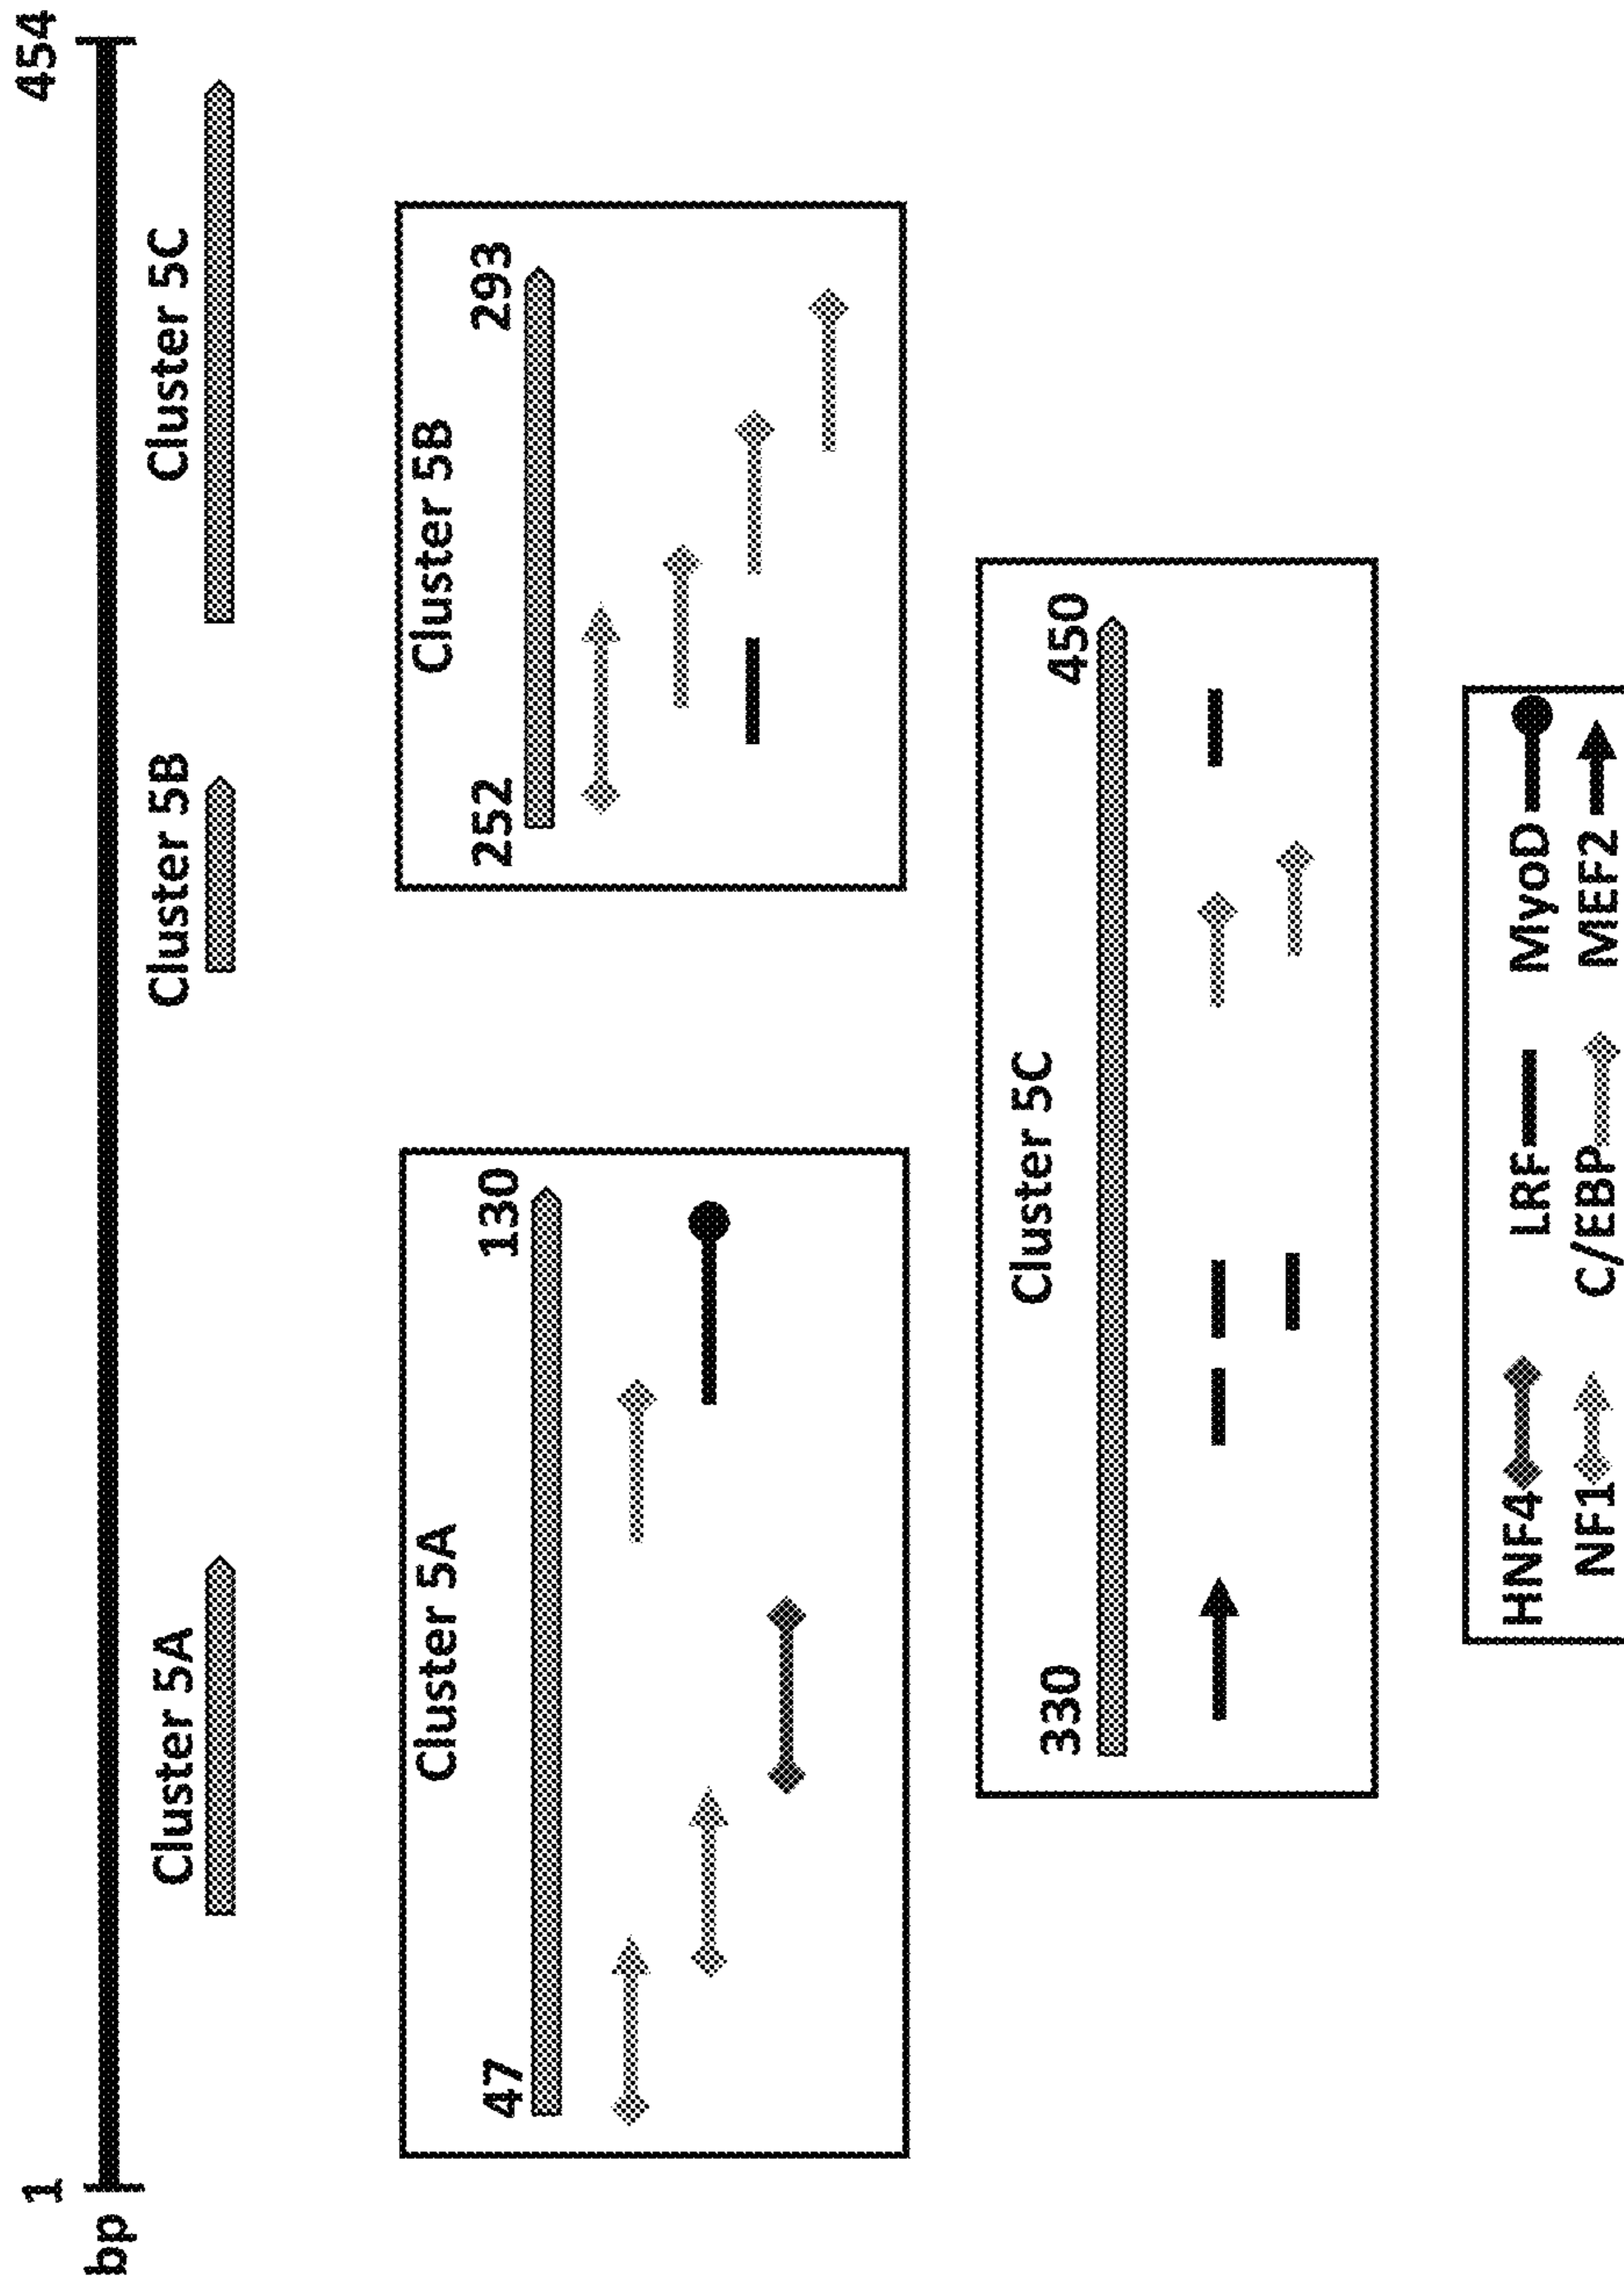 1 454
bp
Cluster 5A Cluster 5B Cluster 5C
Cluster 5A
47 130
Cluster 5B
252 293
Cluster 5C
330 450
HNF4 LRF MyoD
NF1 C/EBP MEF2